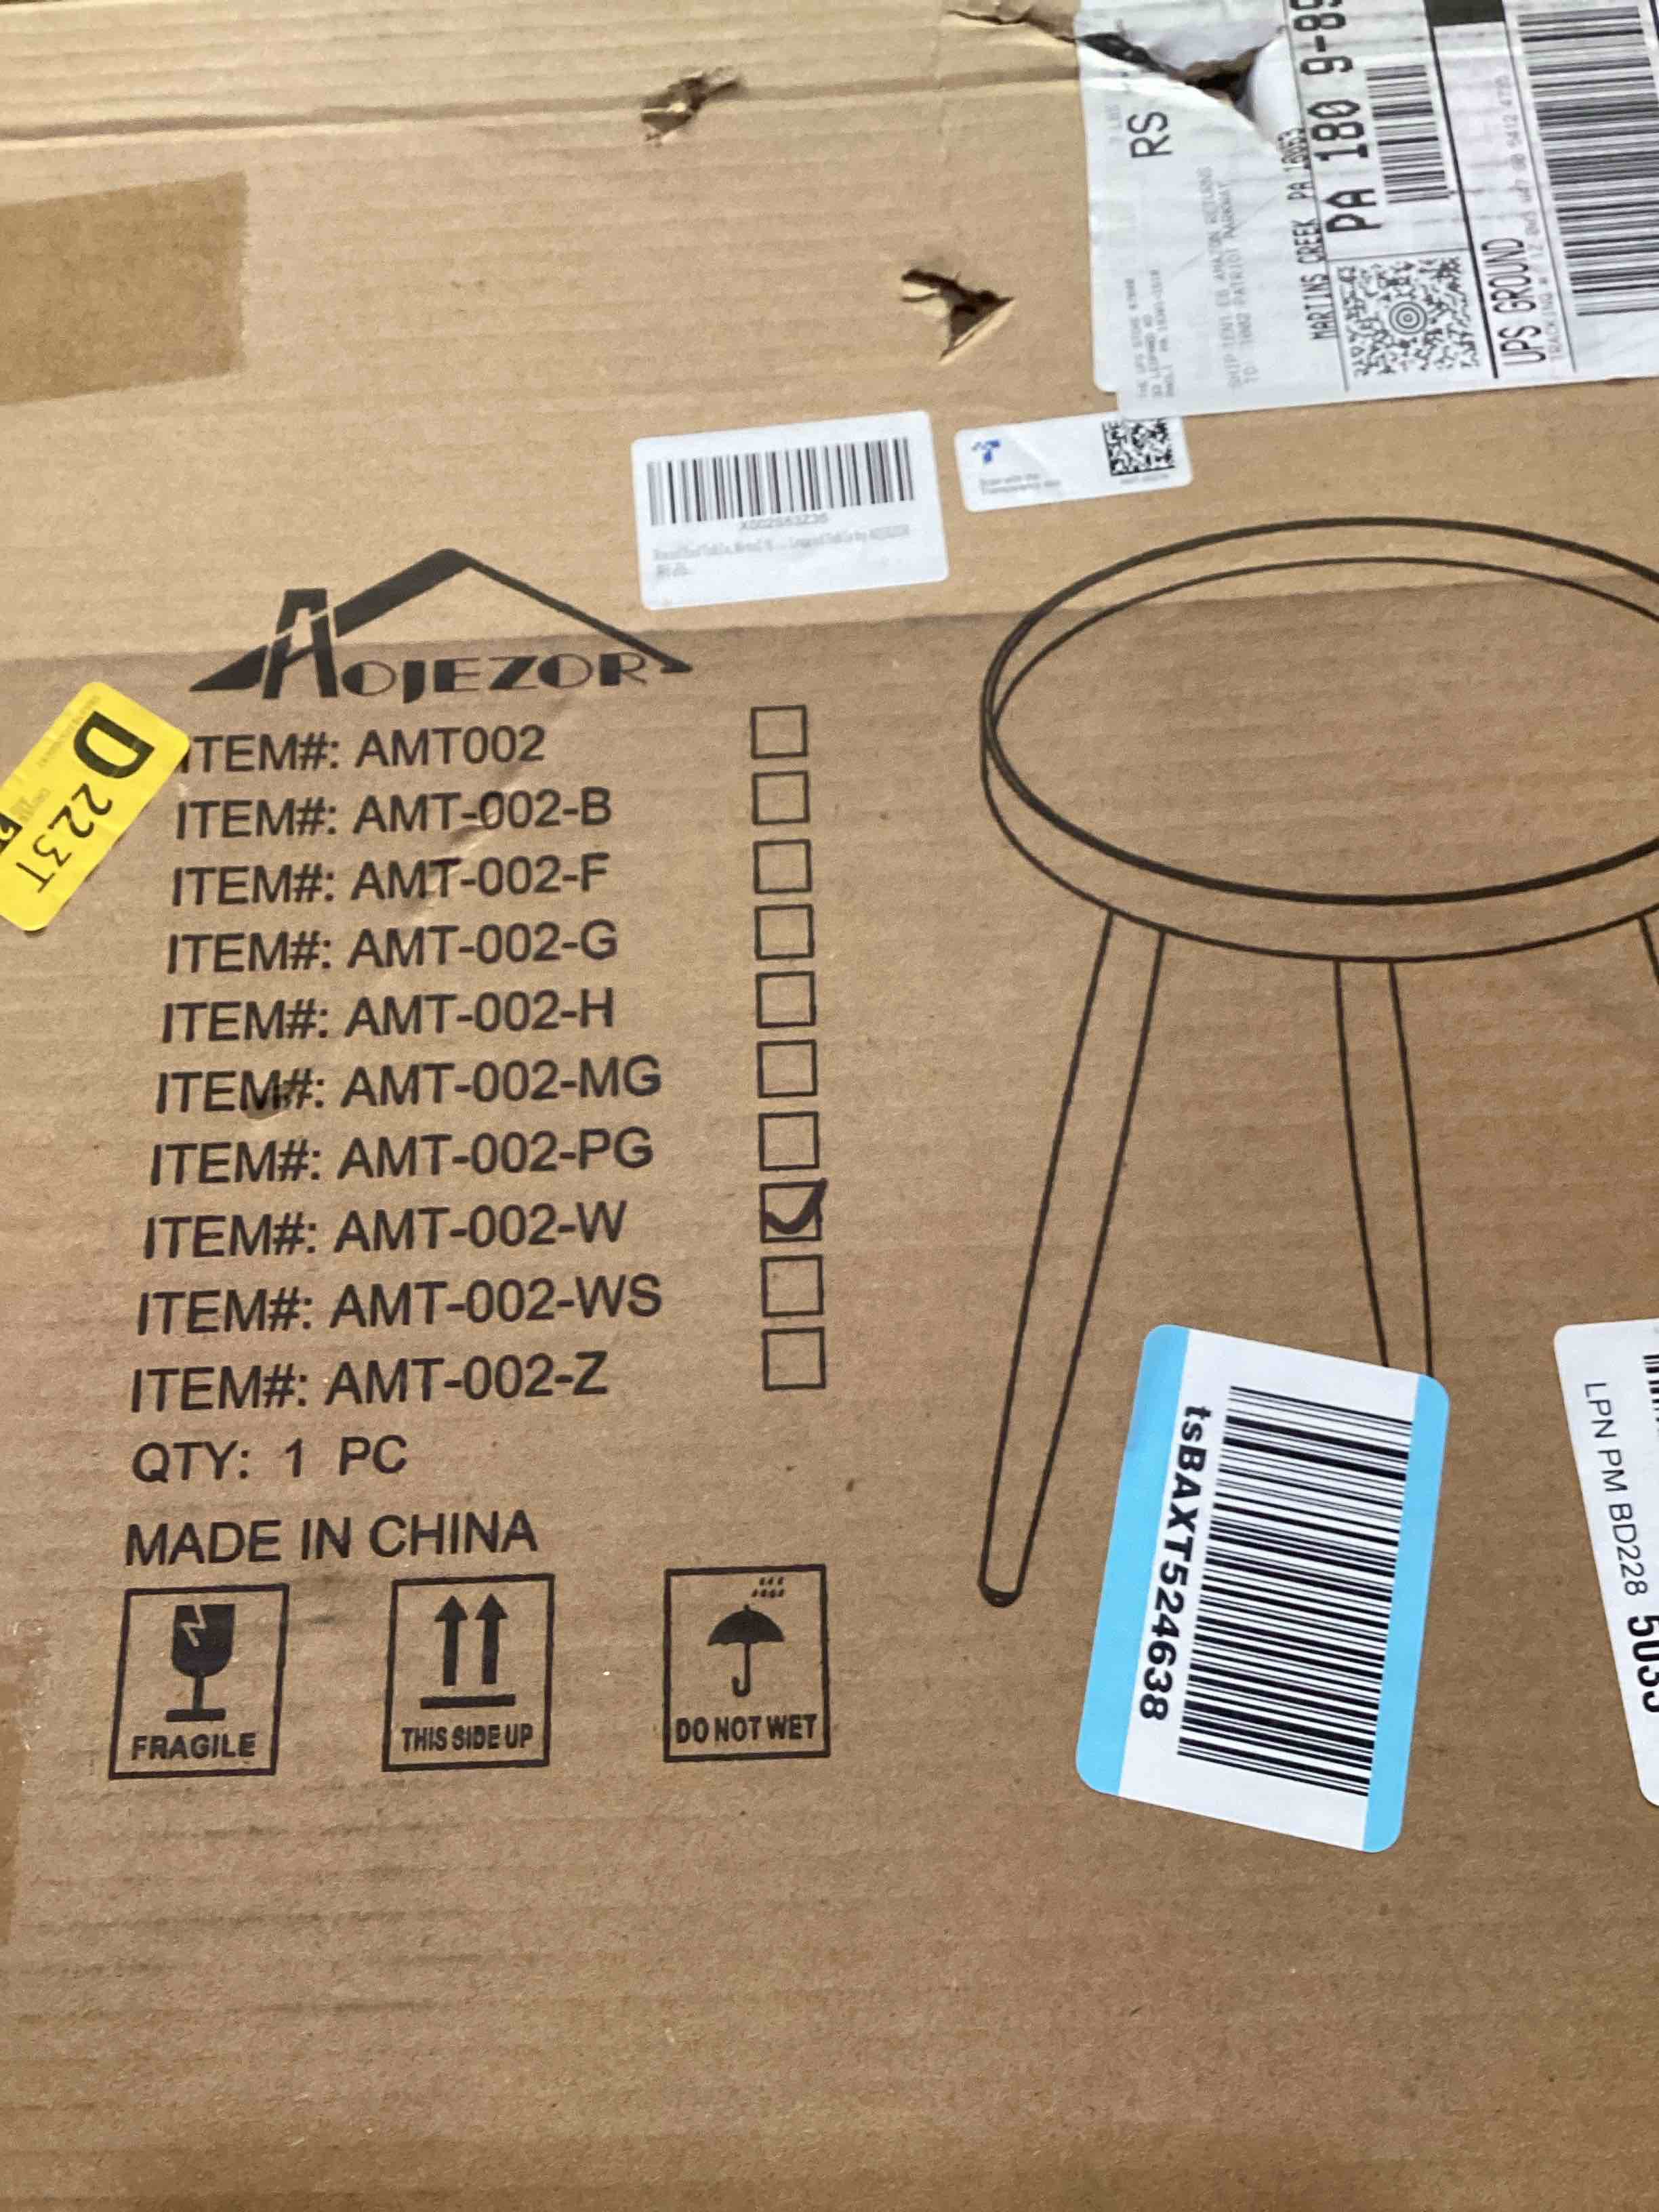 RS
MARTINS CREEK PA
PA 180 9-
UPS GROUND
TRACKING #:
AOJEZOR
D
223T
ITEM#: AMT002
ITEM#: AMT-002-B
ITEM#: AMT-002-F
ITEM#: AMT-002-G
ITEM#: AMT-002-H
ITEM#: AMT-002-MG
ITEM#: AMT-002-PG
ITEM#: AMT-002-W
ITEM#: AMT-002-WS
ITEM#: AMT-002-Z
QTY: 1 PC
MADE IN CHINA
FRAGILE
THIS SIDE UP
DO NOT WET
tsBAXT524638
LPN PM BD228